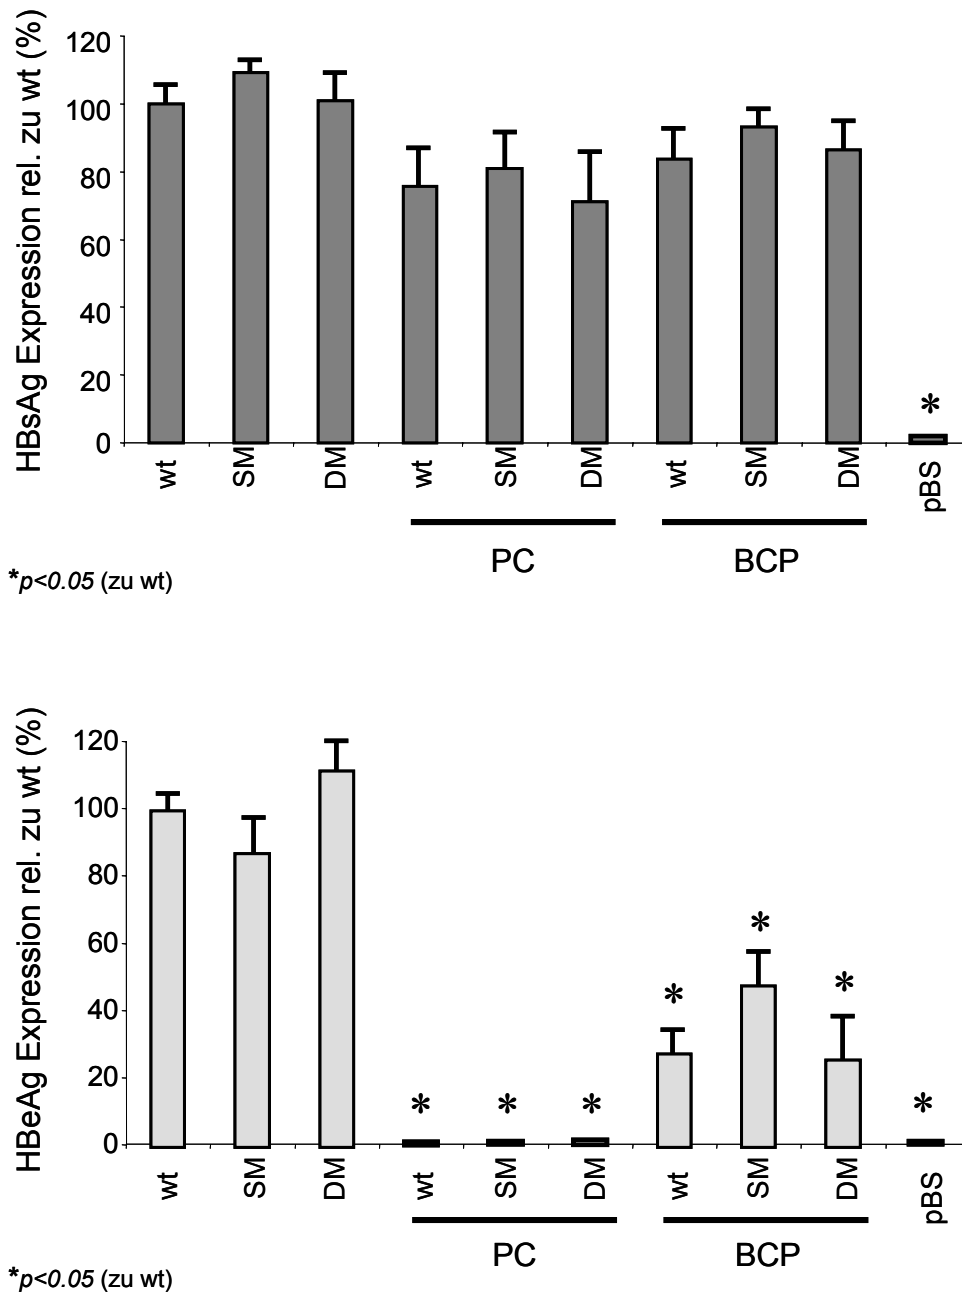 HBsAg Expression rel. zu wt (%)
120
100
80
60
40
20
0
*
wt SM DM wt SM DM wt SM DM pBS
PC BCP
*p<0.05 (zu wt)
HBeAg Expression rel. zu wt (%)
120
100
80
60
40
20
0
* * * * * * *
wt SM DM wt SM DM wt SM DM pBS
PC BCP
*p<0.05 (zu wt)